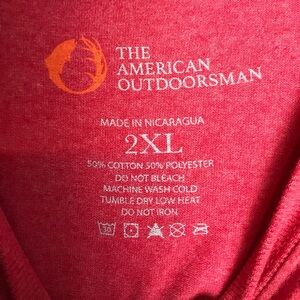 THE
AMERICAN
OUTDOORSMAN
MADE IN NICARAGUA
2XL
50% COTTON 50% POLYESTER
DO NOT BLEACH
MACHINE WASH COLD
TUMBLE DRY LOW HEAT
DO NOT IRON
30